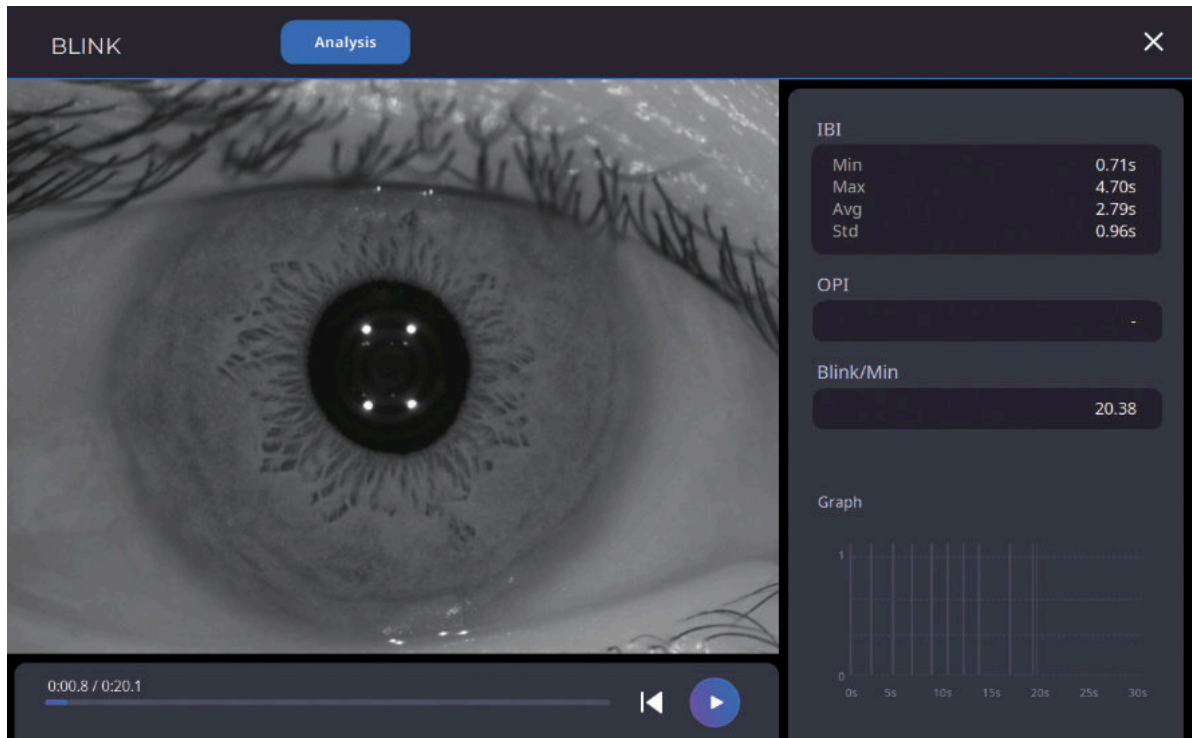 BLINK
Analysis
IBI
Min 0.71s
Max 4.70s
Avg 2.79s
Std 0.96s
OPI
-
Blink/Min
20.38
Graph
1
0
0s 5s 10s 15s 20s 25s 30s
0:00.8 / 0:20.1